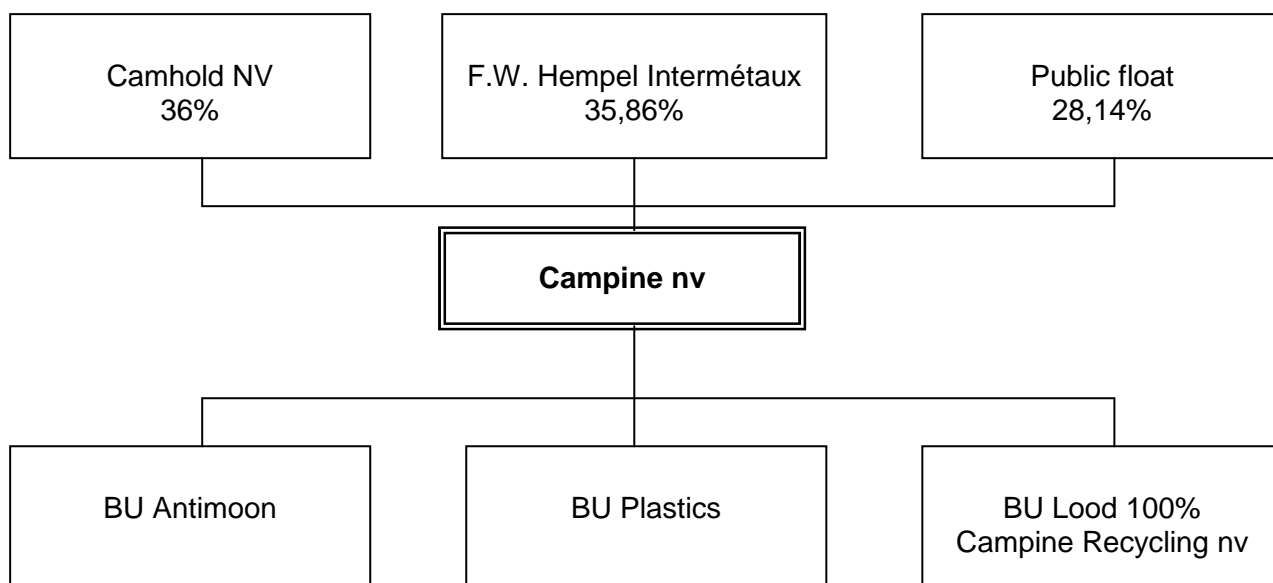 Camhold NV
36%
F.W. Hempel Intermétaux
35,86%
Public float
28,14%
Campine nv
BU Antimoon
BU Plastics
BU Lood 100%
Campine Recycling nv